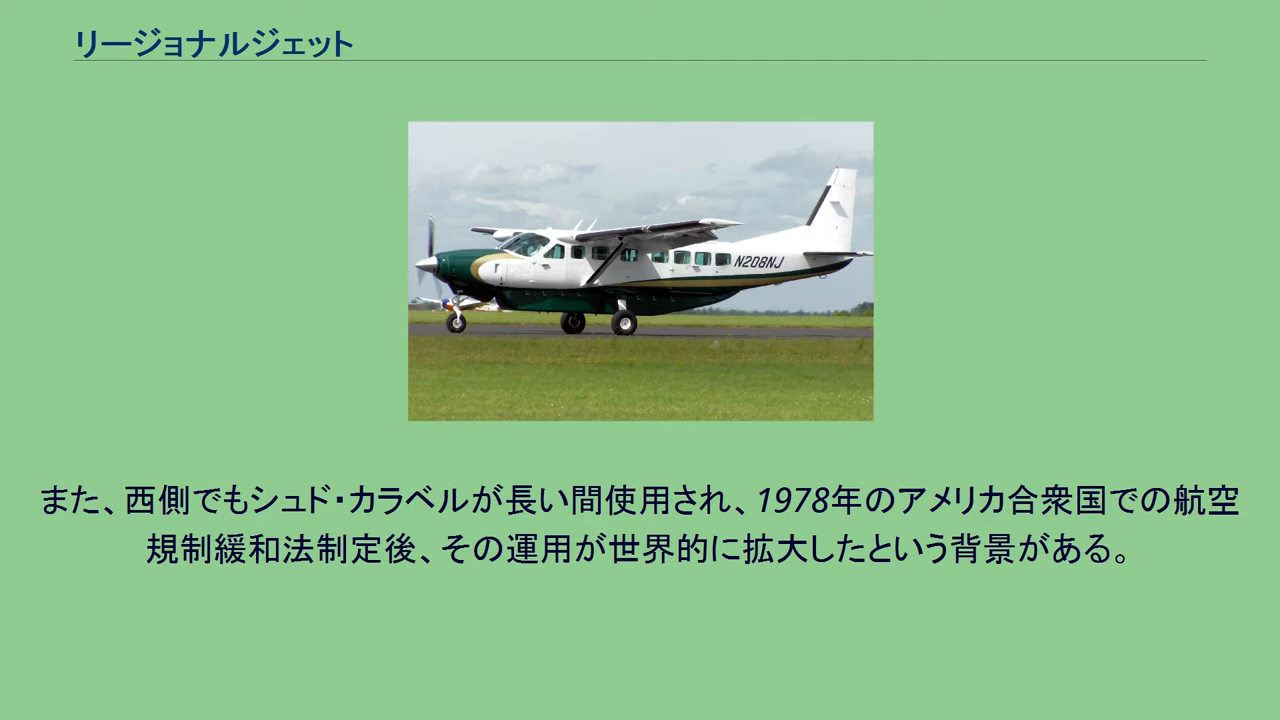 リージョナルジェット
N208NJ
また、西側でもシュド・カラベルが長い間使用され、1978年のアメリカ合衆国での航空
規制緩和法制定後、その運用が世界的に拡大したという背景がある。